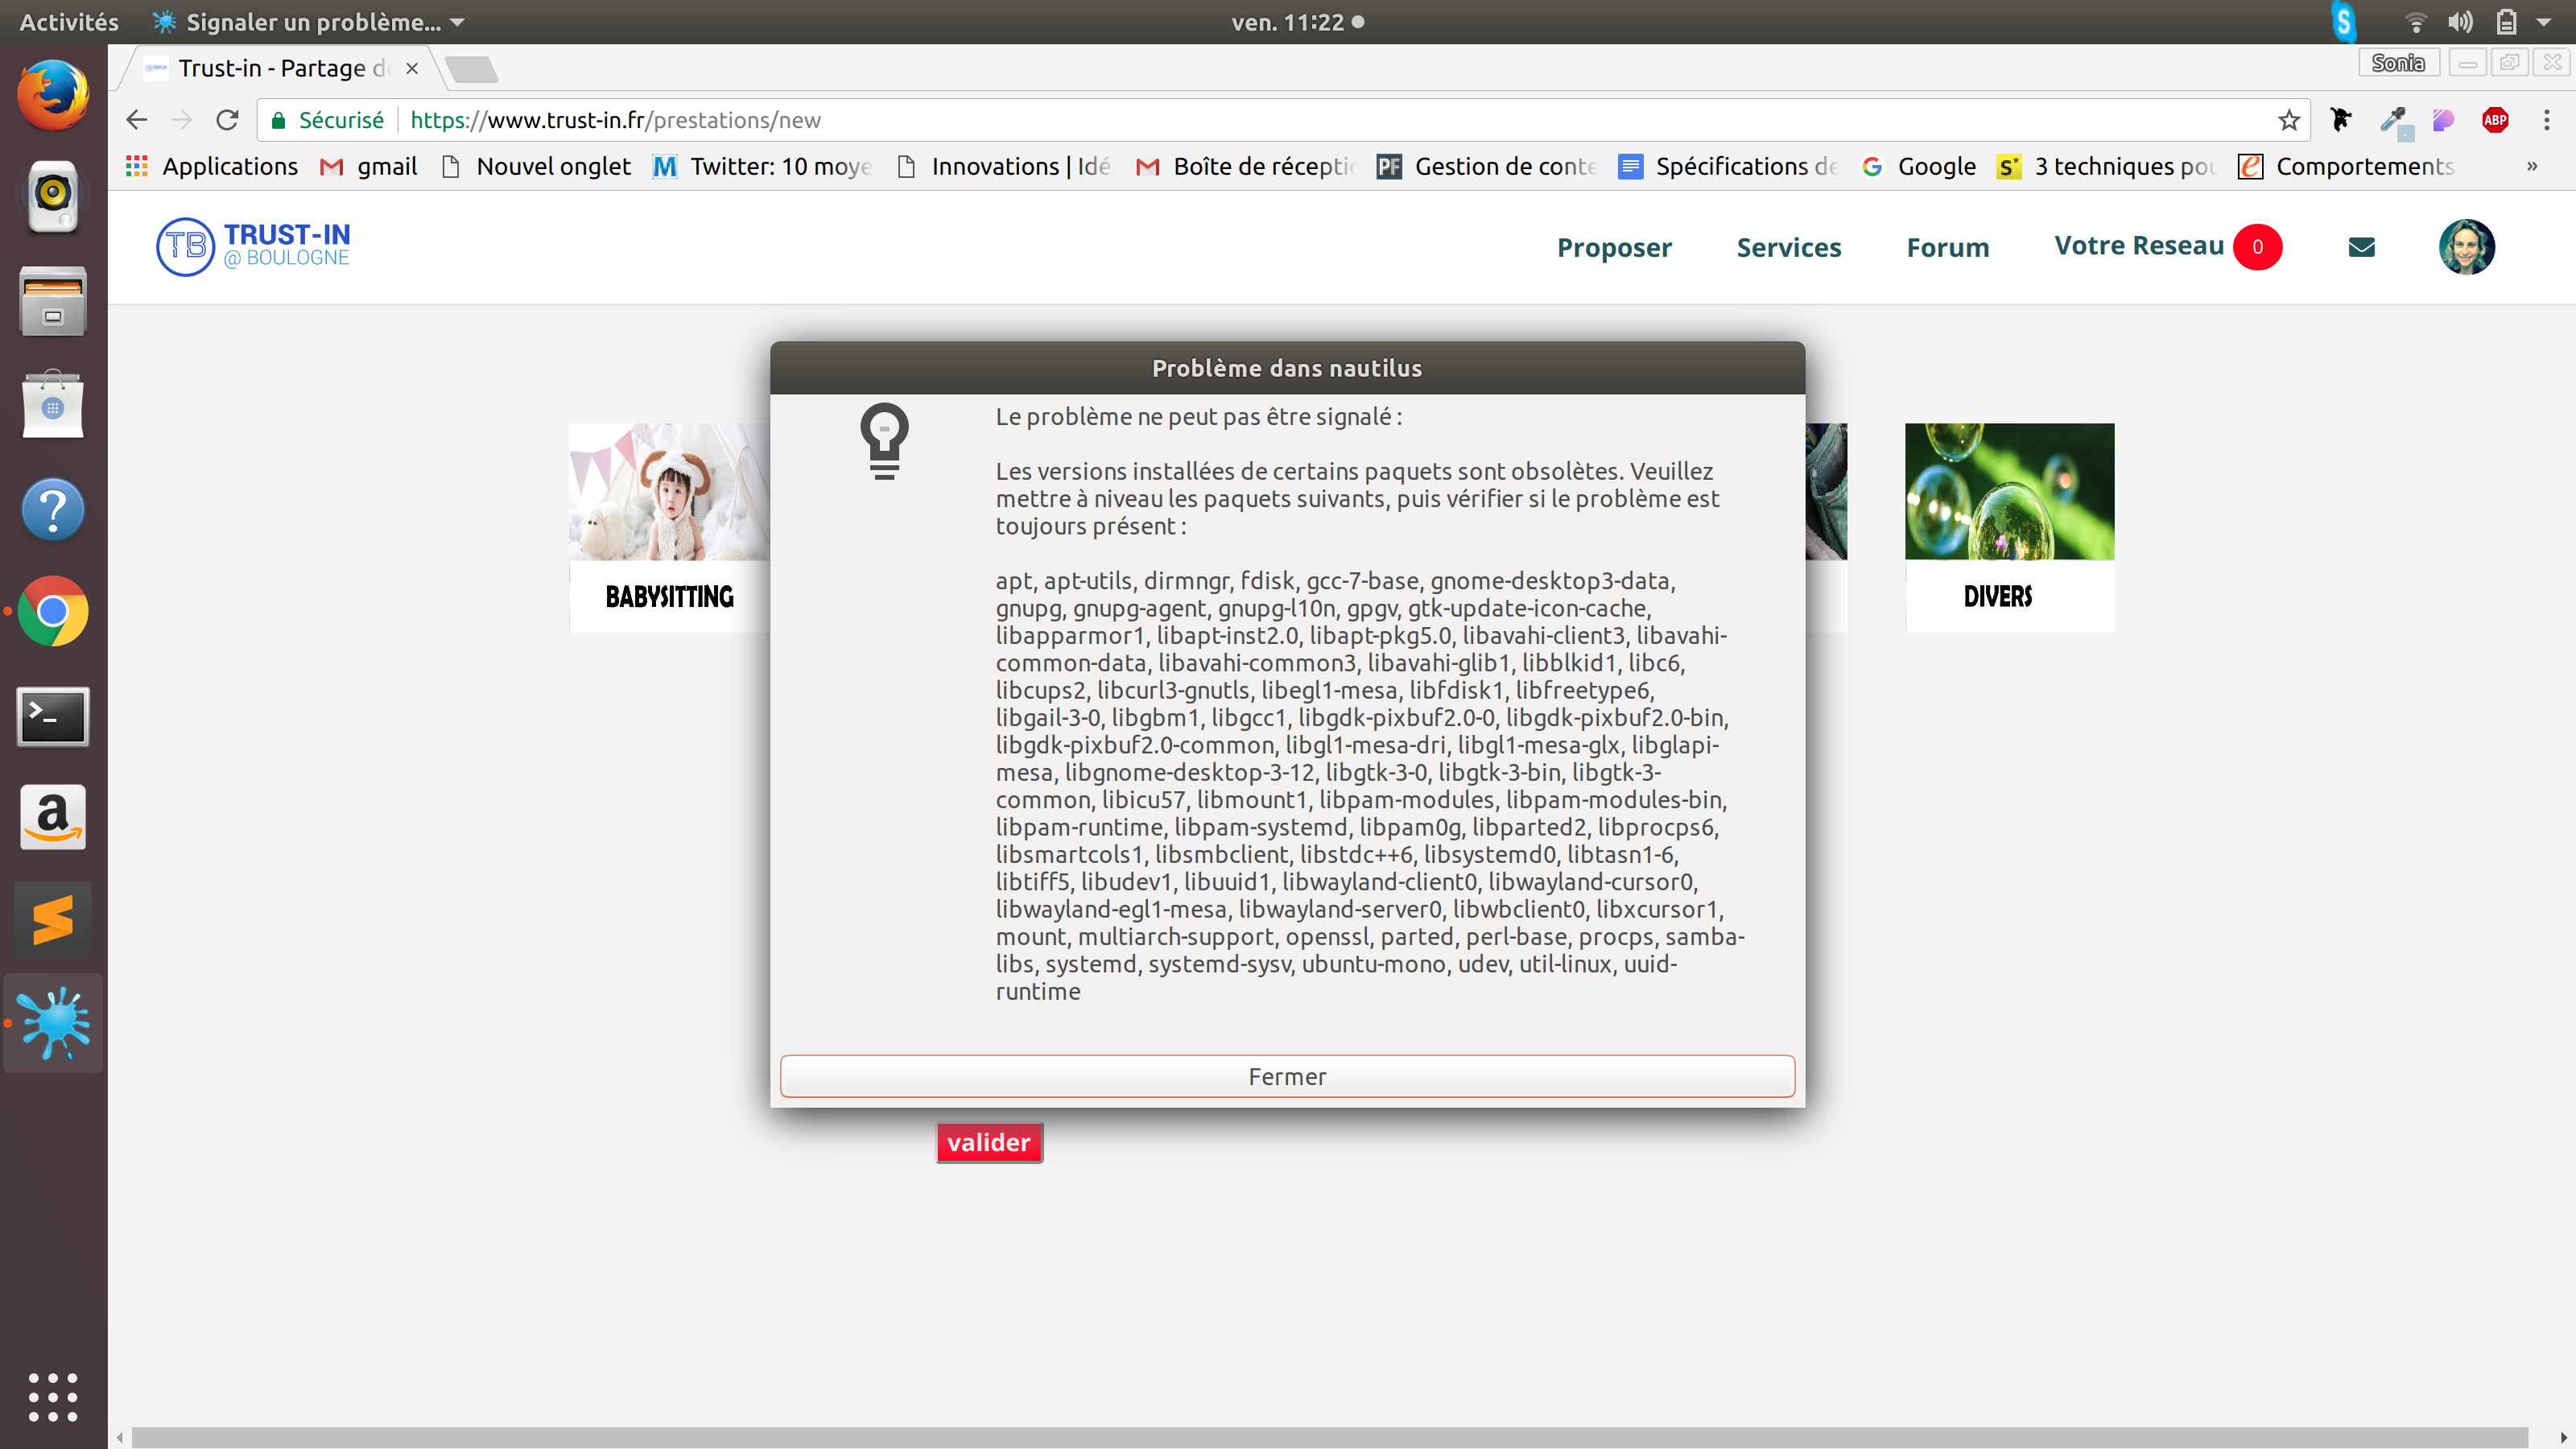 Activités
Signaler un problème...
ven. 11:22
Trust-in - Partage de
Sonia
Sécurisé
https://www.trust-in.fr/prestations/new
ABP
Applications
gmail
Nouvel onglet
M
Twitter: 10 moye
Innovations | Idé
Boîte de réceptio
PF
Gestion de conte
Spécifications de
Google
S*
3 techniques pou
Comportements
»
TB
TRUST-IN
@ BOULOGNE
Proposer
Services
Forum
Votre Reseau
0
Problème dans nautilus
Le problème ne peut pas être signalé :
Les versions installées de certains paquets sont obsolètes. Veuillez
mettre à niveau les paquets suivants, puis vérifier si le problème est
toujours présent :
apt, apt-utils, dirmngr, fdisk, gcc-7-base, gnome-desktop3-data,
gnupg, gnupg-agent, gnupg-l10n, gpgv, gtk-update-icon-cache,
libapparmor1, libapt-inst2.0, libapt-pkg5.0, libavahi-client3, libavahi-
common-data, libavahi-common3, libavahi-glib1, libblkid1, libc6,
libcups2, libcurl3-gnutls, libegl1-mesa, libfdisk1, libfreetype6,
libgail-3-0, libgbm1, libgcc1, libgdk-pixbuf2.0-0, libgdk-pixbuf2.0-bin,
libgdk-pixbuf2.0-common, libgl1-mesa-dri, libgl1-mesa-glx, libglapi-
mesa, libgnome-desktop-3-12, libgtk-3-0, libgtk-3-bin, libgtk-3-
common, libicu57, libmount1, libpam-modules, libpam-modules-bin,
libpam-runtime, libpam-systemd, libpam0g, libparted2, libprocps6,
libsmartcols1, libsmbclient, libstdc++6, libsystemd0, libtasn1-6,
libtiff5, libudev1, libuuid1, libwayland-client0, libwayland-cursor0,
libwayland-egl1-mesa, libwayland-server0, libwbclient0, libxcursor1,
mount, multiarch-support, openssl, parted, perl-base, procps, samba-
libs, systemd, systemd-sysv, ubuntu-mono, udev, util-linux, uuid-
runtime
Fermer
BABYSITTING
DIVERS
valider